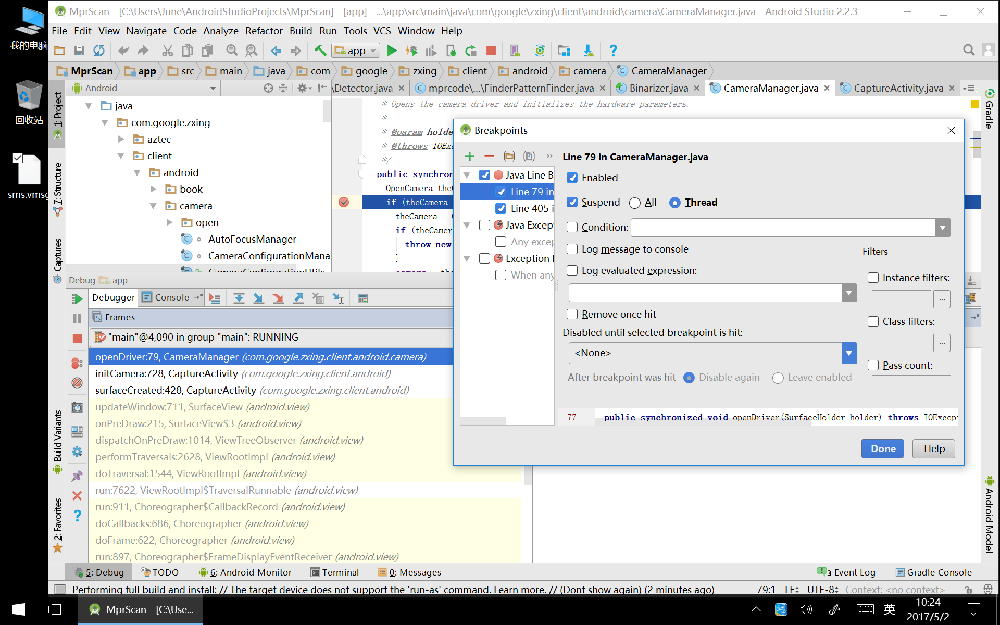 我的电脑
回收站
sms.vmsg
MprScan - [C:\Users\June\AndroidStudioProjects\MprScan] - [app] - ...\app\src\main\java\com\google\zxing\client\android\camera\CameraManager.java - Android Studio 2.2.3
File Edit View Navigate Code Analyze Refactor Build Run Tools VCS Window Help
app
MprScan app src main java com google zxing client android camera CameraManager
Android
\Detector.java mprcode\...\FinderPatternFinder.java Binarizer.java CameraManager.java CaptureActivity.java
1: Project
7: Structure
Captures
Build Variants
2: Favorites
Gradle
Android Model
java
com.google.zxing
aztec
client
android
book
camera
open
AutoFocusManager
CameraConfigurationMana
CameraConfigurationUtils
* Opens the camera driver and initializes the hardware parameters.
*
* @param holde
* @throws IOExc
*/
public synchron
OpenCamera theC
if (theCamera
theCamera =
if (theCamer
throw new
}
Breakpoints
Line 79 in CameraManager.java
Java Line B
Line 79 in
Line 405 i
Java Except
Any excep
Exception B
When any
Enabled
Suspend All Thread
Condition:
Log message to console
Log evaluated expression:
Remove once hit
Disabled until selected breakpoint is hit:
<None>
After breakpoint was hit Disable again Leave enabled
Filters
Instance filters:
...
Class filters:
...
Pass count:
77 public synchronized void openDriver(SurfaceHolder holder) throws IOExcept
Done Help
Debug app
Debugger Console
Frames
"main"@4,090 in group "main": RUNNING
openDriver:79, CameraManager (com.google.zxing.client.android.camera)
initCamera:728, CaptureActivity (com.google.zxing.client.android)
surfaceCreated:428, CaptureActivity (com.google.zxing.client.android)
updateWindow:711, SurfaceView (android.view)
onPreDraw:215, SurfaceView$3 (android.view)
dispatchOnPreDraw:1014, ViewTreeObserver (android.view)
performTraversals:2628, ViewRootImpl (android.view)
doTraversal:1544, ViewRootImpl (android.view)
run:7622, ViewRootImpl$TraversalRunnable (android.view)
run:911, Choreographer$CallbackRecord (android.view)
doCallbacks:686, Choreographer (android.view)
doFrame:622, Choreographer (android.view)
run:897, Choreographer$FrameDisplayEventReceiver (android.view)
5: Debug TODO 6: Android Monitor Terminal 0: Messages 3 Event Log Gradle Console
Performing full build and install: // The target device does not support the 'run-as' command. Learn more. // (Dont show again) (2 minutes ago) 79:1 LF UTF-8 Context: <no context>
MprScan - [C:\Use... 英 10:24
2017/5/2